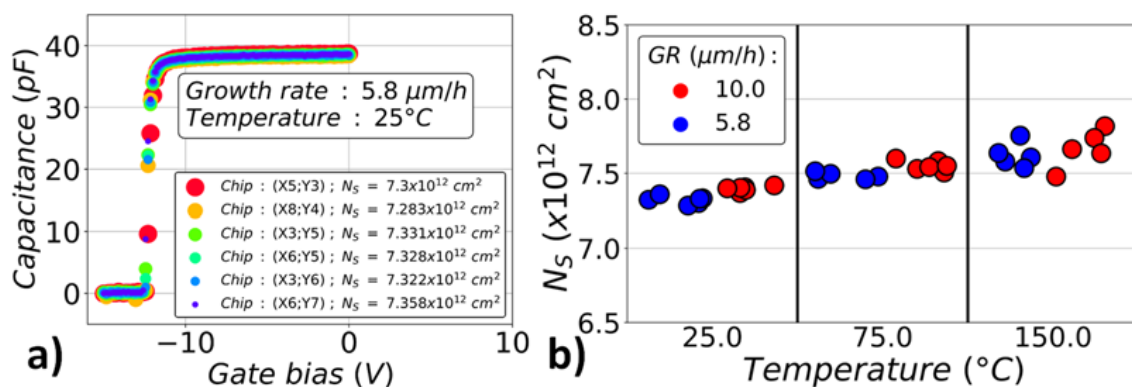 a)
Capacitance (pF)
40
30
20
10
0
Growth rate : 5.8 μm/h
Temperature : 25°C
Chip : (X5;Y3) ; N_S = 7.3x10^12 cm^2
Chip : (X8;Y4) ; N_S = 7.283x10^12 cm^2
Chip : (X3;Y5) ; N_S = 7.331x10^12 cm^2
Chip : (X6;Y5) ; N_S = 7.328x10^12 cm^2
Chip : (X3;Y6) ; N_S = 7.322x10^12 cm^2
Chip : (X6;Y7) ; N_S = 7.358x10^12 cm^2
−10 0 10
Gate bias (V)
b)
N_S (x10^12 cm^2)
8.5
8.0
7.5
7.0
6.5
GR (μm/h) :
10.0
5.8
25.0 75.0 150.0
Temperature (°C)